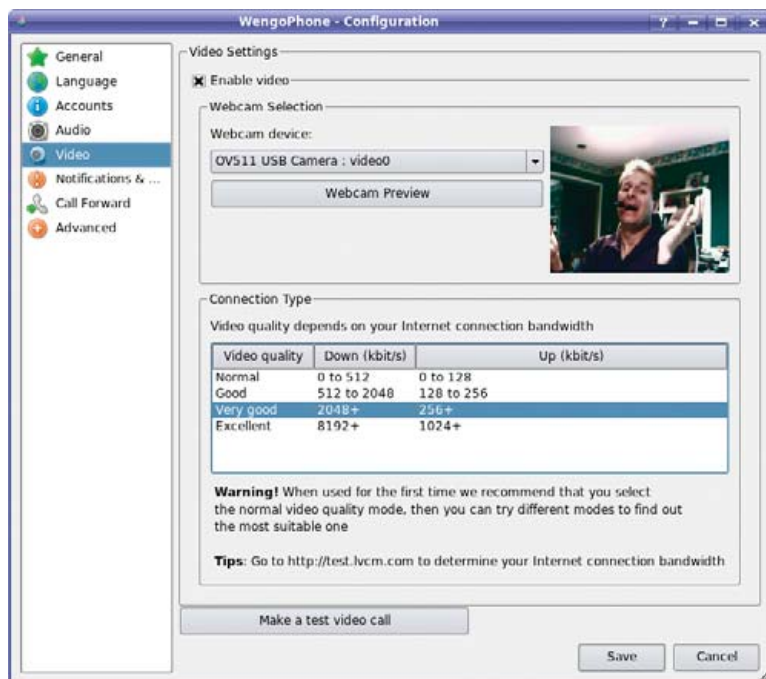 WengoPhone - Configuration
General
Language
Accounts
Audio
Video
Notifications & ...
Call Forward
Advanced
Video Settings
Enable video
Webcam Selection
Webcam device:
OV511 USB Camera : video0
Webcam Preview
Connection Type
Video quality depends on your Internet connection bandwidth
Video quality Down (kbit/s) Up (kbit/s)
Normal 0 to 512 0 to 128
Good 512 to 2048 128 to 256
Very good 2048+ 256+
Excellent 8192+ 1024+
Warning! When used for the first time we recommend that you select
the normal video quality mode, then you can try different modes to find out
the most suitable one
Tips: Go to http://test.lvcm.com to determine your Internet connection bandwidth
Make a test video call
Save Cancel